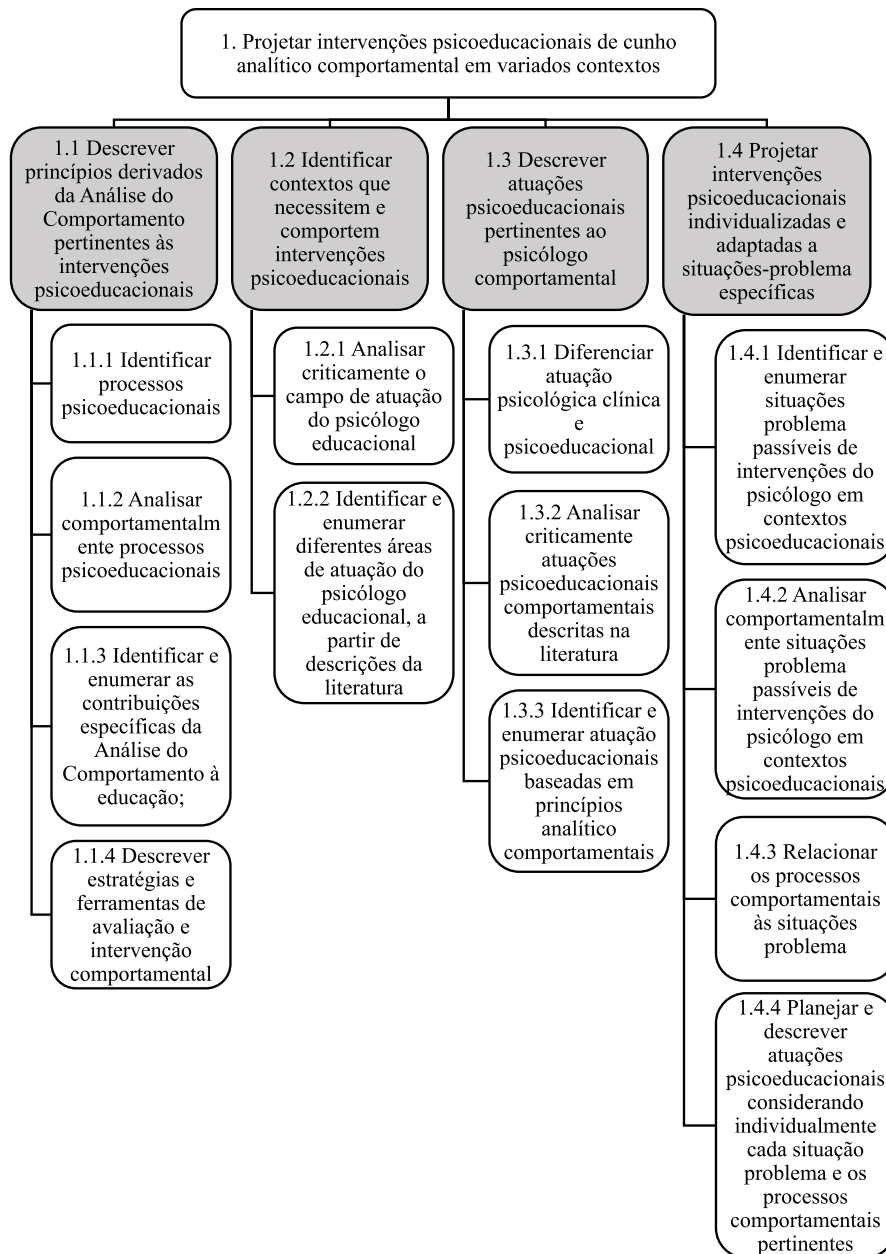 1. Projetar intervenções psicoeducacionais de cunho
analítico comportamental em variados contextos
1.1 Descrever
princípios derivados
da Análise do
Comportamento
pertinentes às
intervenções
psicoeducacionais
1.1.1 Identificar
processos
psicoeducacionais
1.1.2 Analisar
comportamentalm
ente processos
psicoeducacionais
1.1.3 Identificar e
enumerar as
contribuições
específicas da
Análise do
Comportamento à
educação;
1.1.4 Descrever
estratégias e
ferramentas de
avaliação e
intervenção
comportamental
1.2 Identificar
contextos que
necessitem e
comportem
intervenções
psicoeducacionais
1.2.1 Analisar
criticamente o
campo de atuação
do psicólogo
educacional
1.2.2 Identificar e
enumerar
diferentes áreas
de atuação do
psicólogo
educacional, a
partir de
descrições da
literatura
1.3 Descrever
atuações
psicoeducacionais
pertinentes ao
psicólogo
comportamental
1.3.1 Diferenciar
atuação
psicológica clínica
e
psicoeducacional
1.3.2 Analisar
criticamente
atuações
psicoeducacionais
comportamentais
descritas na
literatura
1.3.3 Identificar e
enumerar atuação
psicoeducacionais
baseadas em
princípios
analítico
comportamentais
1.4 Projetar
intervenções
psicoeducacionais
individualizadas e
adaptadas a
situações-problema
específicas
1.4.1 Identificar e
enumerar
situações
problema
passíveis de
intervenções do
psicólogo em
contextos
psicoeducacionais
1.4.2 Analisar
comportamentalm
ente situações
problema
passíveis de
intervenções do
psicólogo em
contextos
psicoeducacionais
1.4.3 Relacionar
os processos
comportamentais
às situações
problema
1.4.4 Planejar e
descrever
atuações
psicoeducacionais
considerando
individualmente
cada situação
problema e os
processos
comportamentais
pertinentes